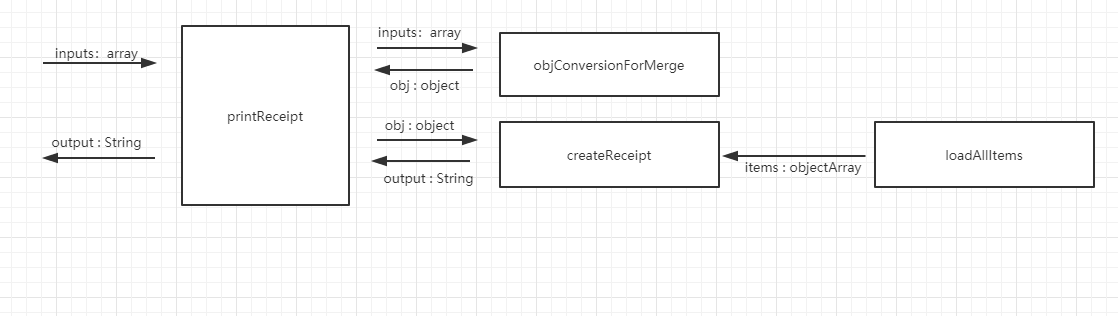 inputs: array
output : String
printReceipt
inputs: array
obj : object
obj : object
output : String
objConversionForMerge
createReceipt
items : objectArray
loadAllItems